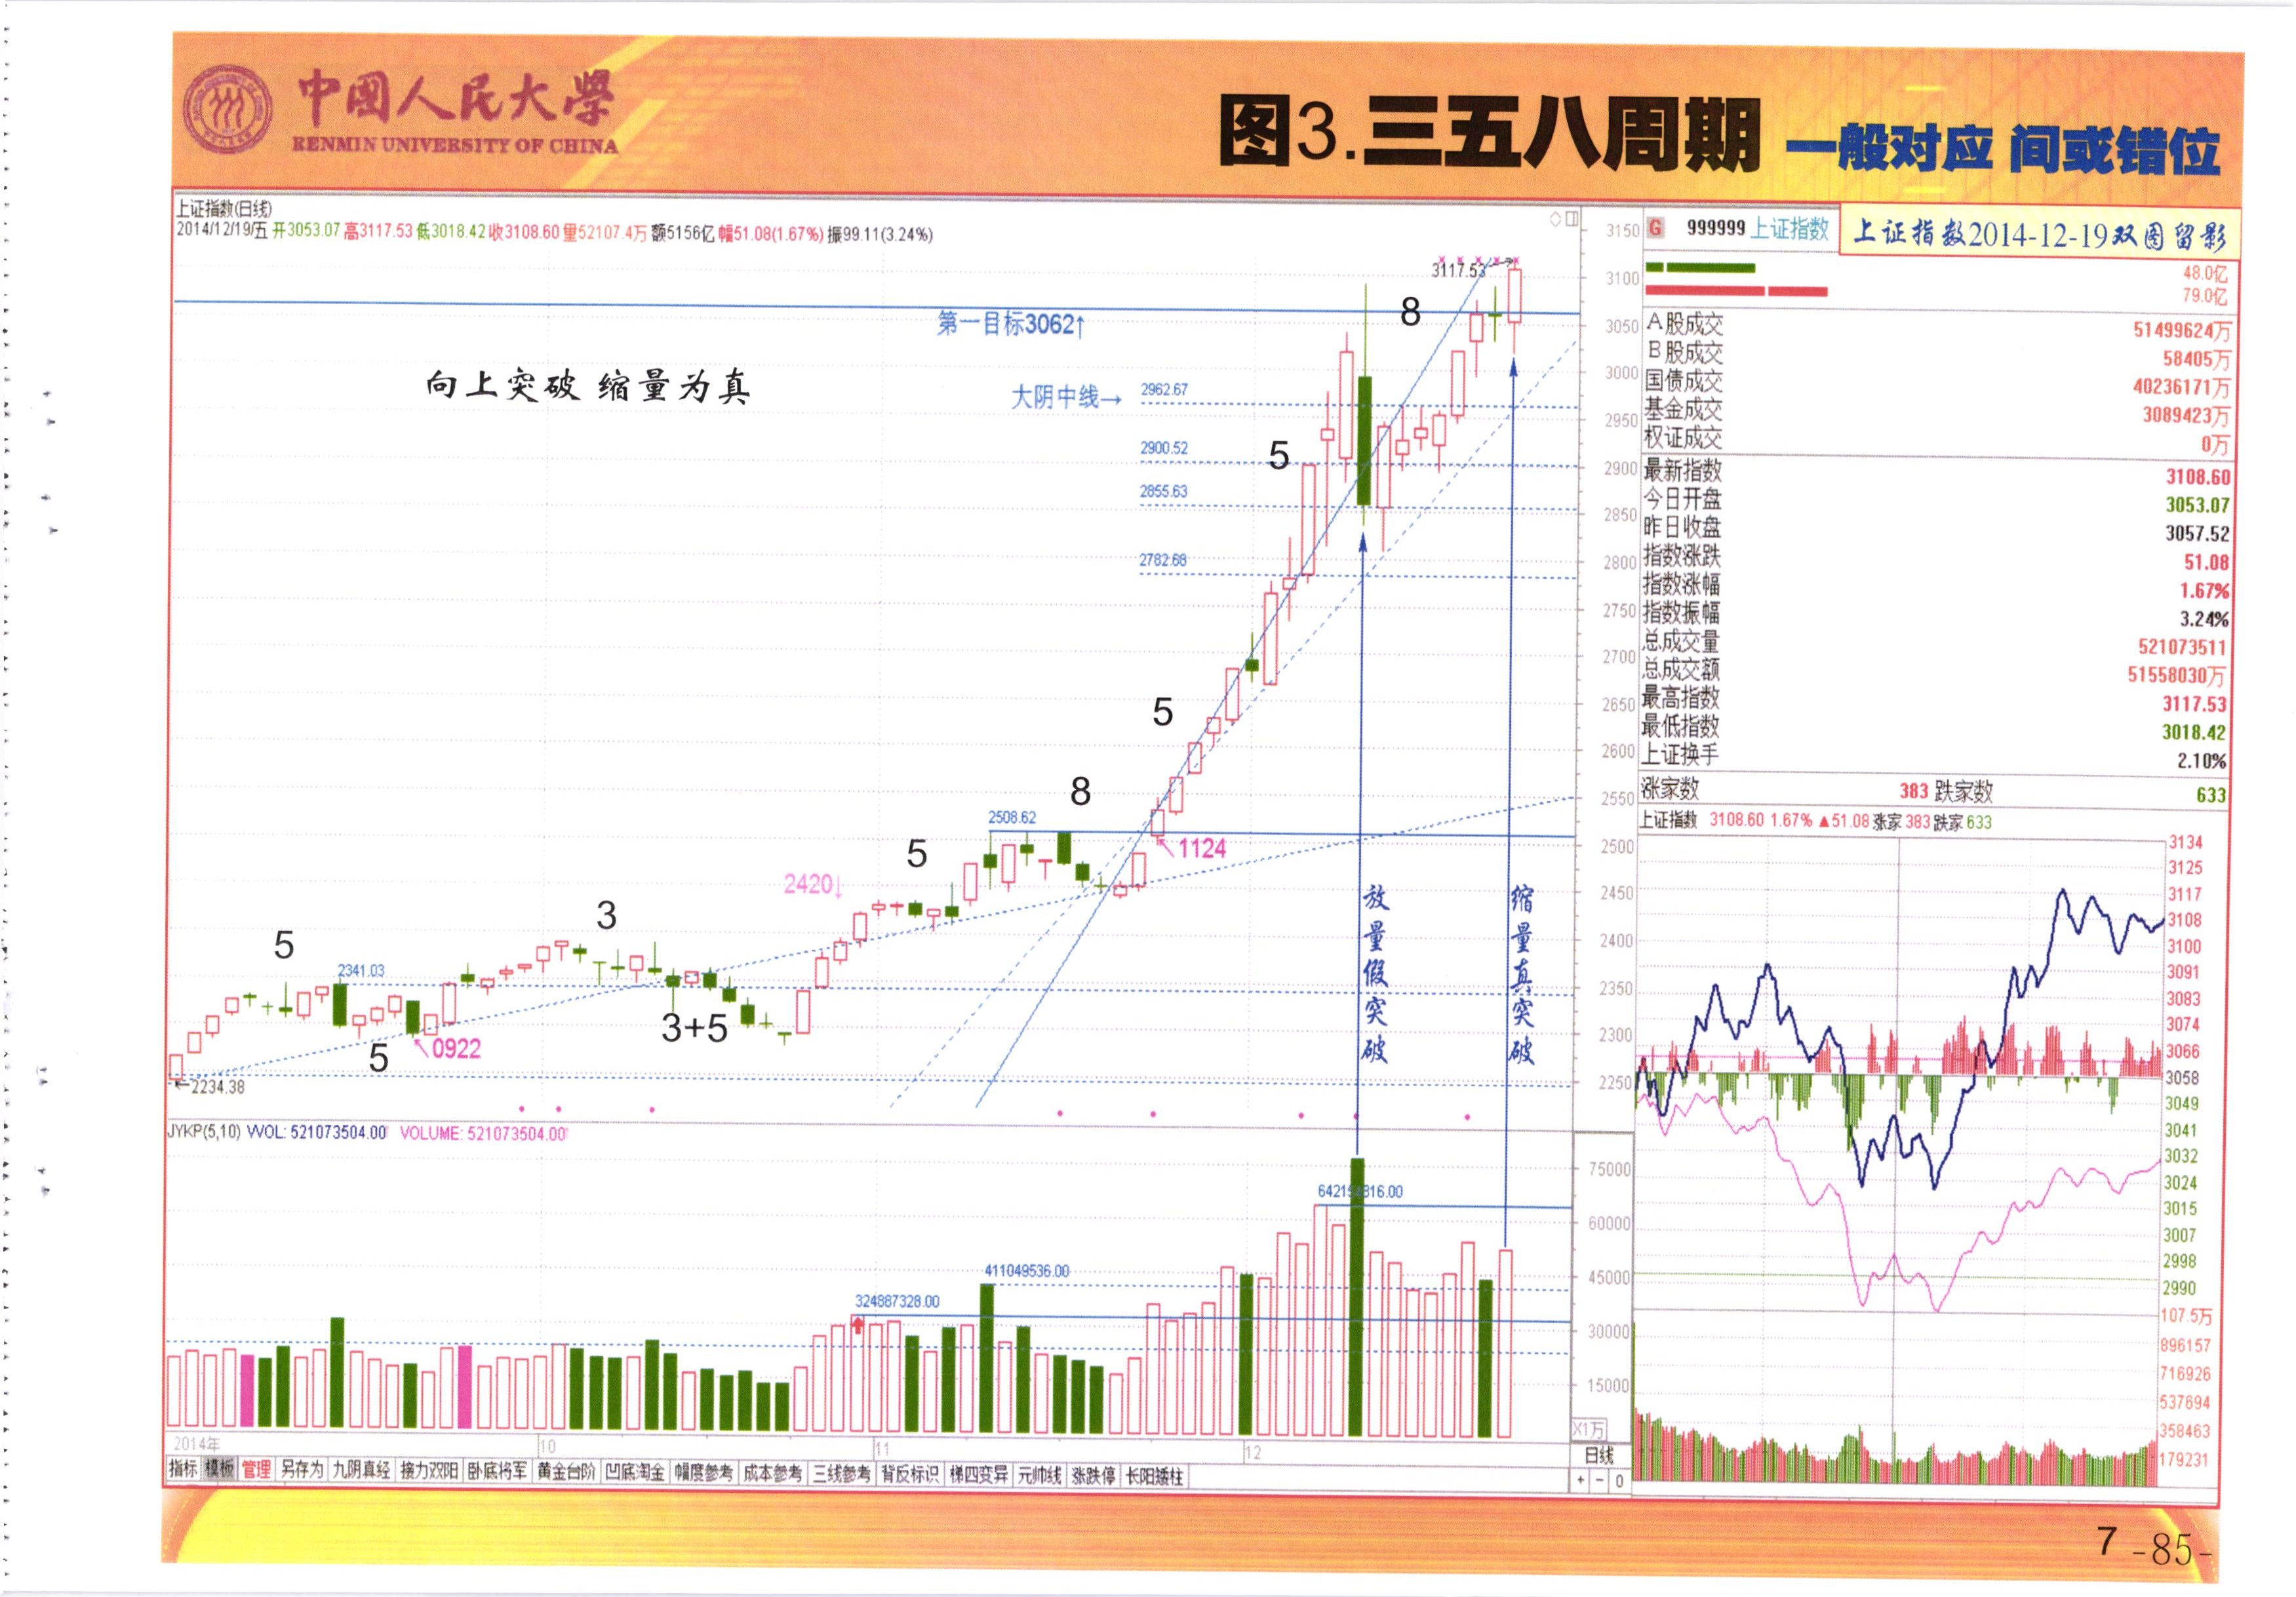 中國人民大學
RENMIN UNIVERSITY OF CHINA
图3.三五八周期 一般对应 间或错位
上证指数(日线)
2014/12/19/五 开3053.07 高3117.53 低3018.42 收3108.60 量52107.4万 额5156亿 幅51.08(1.67%) 振99.11(3.24%)
G 999999 上证指数
上证指数2014-12-19双图留影
向上突破 缩量为真
第一目标3062↑
大阴中线→
2962.67
2900.52
2855.63
2782.68
3117.53
8
5
5
8
2508.62
1124
5
2420↓
3
5
2341.03
3+5
0922
5
←2234.38
放量假突破
缩量真突破
3150
3100
3050
3000
2950
2900
2850
2800
2750
2700
2650
2600
2550
2500
2450
2400
2350
2300
2250
JYKP(5,10) VVOL: 521073504.00 VOLUME: 521073504.00
411049536.00
324887328.00
75000
60000
45000
30000
15000
X1万
2014年
10
11
12
日线
指标 模板 管理 另存为 九阴真经 接力双阳 卧底将军 黄金台阶 凹底淘金 幅度参考 成本参考 三线参考 背反标识 梯四变异 元帅线 涨跌停 长阳矮柱
+ - 0
48.0亿
79.0亿
A股成交 51499624万
B股成交 58405万
国债成交 40236171万
基金成交 3089423万
权证成交 0万
最新指数 3108.60
今日开盘 3053.07
昨日收盘 3057.52
指数涨跌 51.08
指数涨幅 1.67%
指数振幅 3.24%
总成交量 521073511
总成交额 51558030万
最高指数 3117.53
最低指数 3018.42
上证换手 2.10%
涨家数 383 跌家数 633
上证指数 3108.60 1.67% ▲51.08 涨家383 跌家633
3134
3125
3117
3108
3100
3091
3083
3074
3066
3058
3049
3041
3032
3024
3015
3007
2998
2990
107.5万
896157
716926
537694
358463
179231
7 -85-